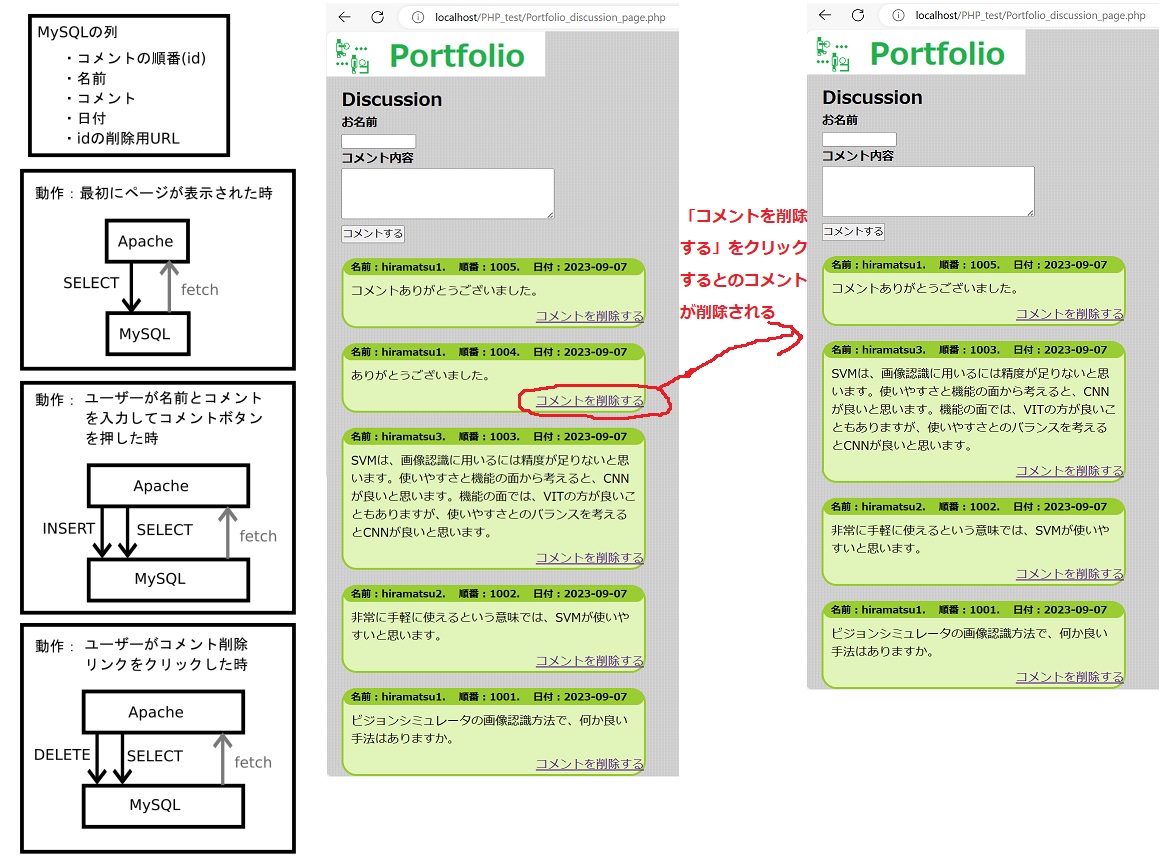 MySQLの列
・コメントの順番(id)
・名前
・コメント
・日付
・idの削除用URL
動作：最初にページが表示された時
Apache
SELECT
fetch
MySQL
動作： ユーザーが名前とコメント
を入力してコメントボタン
を押した時
Apache
INSERT
SELECT
fetch
MySQL
動作： ユーザーがコメント削除
リンクをクリックした時
Apache
DELETE
SELECT
fetch
MySQL
localhost/PHP_test/Portfolio_discussion_page.php
Portfolio
Discussion
お名前
コメント内容
コメントする
名前：hiramatsu1. 順番：1005. 日付：2023-09-07
コメントありがとうございました。
コメントを削除する
名前：hiramatsu1. 順番：1004. 日付：2023-09-07
ありがとうございました。
コメントを削除する
名前：hiramatsu3. 順番：1003. 日付：2023-09-07
SVMは、画像認識に用いるには精度が足りないと思
います。使いやすさと機能の面から考えると、CNN
が良いと思います。機能の面では、VITの方が良いこ
ともありますが、使いやすさとのバランスを考える
とCNNが良いと思います。
コメントを削除する
名前：hiramatsu2. 順番：1002. 日付：2023-09-07
非常に手軽に使えるという意味では、SVMが使いや
すいと思います。
コメントを削除する
名前：hiramatsu1. 順番：1001. 日付：2023-09-07
ビジョンシミュレータの画像認識方法で、何か良い
手法はありますか。
コメントを削除する
「コメントを削除
する」をクリック
するとのコメント
が削除される
localhost/PHP_test/Portfolio_discussion_page.php
Portfolio
Discussion
お名前
コメント内容
コメントする
名前：hiramatsu1. 順番：1005. 日付：2023-09-07
コメントありがとうございました。
コメントを削除する
名前：hiramatsu3. 順番：1003. 日付：2023-09-07
SVMは、画像認識に用いるには精度が足りないと思
います。使いやすさと機能の面から考えると、CNN
が良いと思います。機能の面では、VITの方が良いこ
ともありますが、使いやすさとのバランスを考える
とCNNが良いと思います。
コメントを削除する
名前：hiramatsu2. 順番：1002. 日付：2023-09-07
非常に手軽に使えるという意味では、SVMが使いや
すいと思います。
コメントを削除する
名前：hiramatsu1. 順番：1001. 日付：2023-09-07
ビジョンシミュレータの画像認識方法で、何か良い
手法はありますか。
コメントを削除する